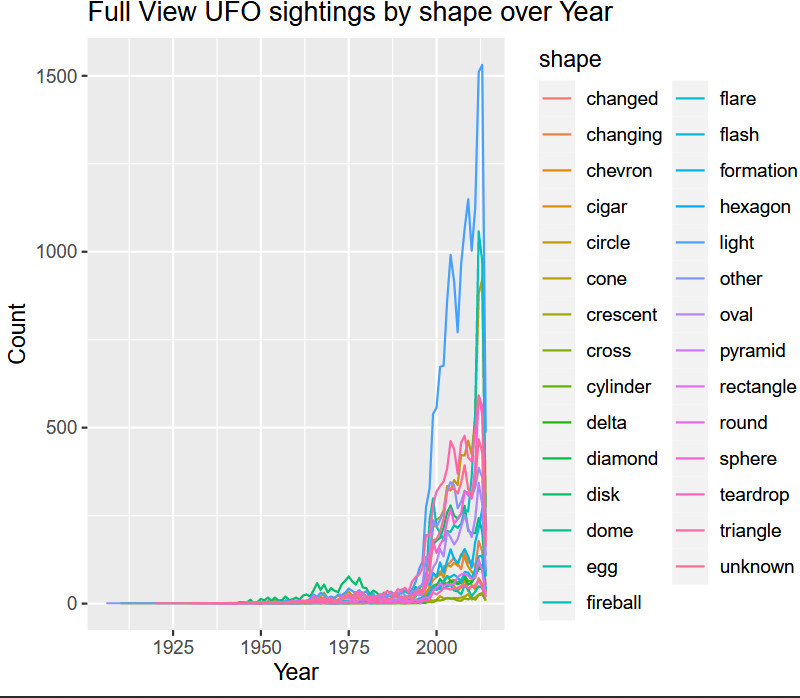 Full View UFO sightings by shape over Year
1500
1000
500
0
Count
1925 1950 1975 2000
Year
shape
changed
changing
chevron
cigar
circle
cone
crescent
cross
cylinder
delta
diamond
disk
dome
egg
fireball
flare
flash
formation
hexagon
light
other
oval
pyramid
rectangle
round
sphere
teardrop
triangle
unknown